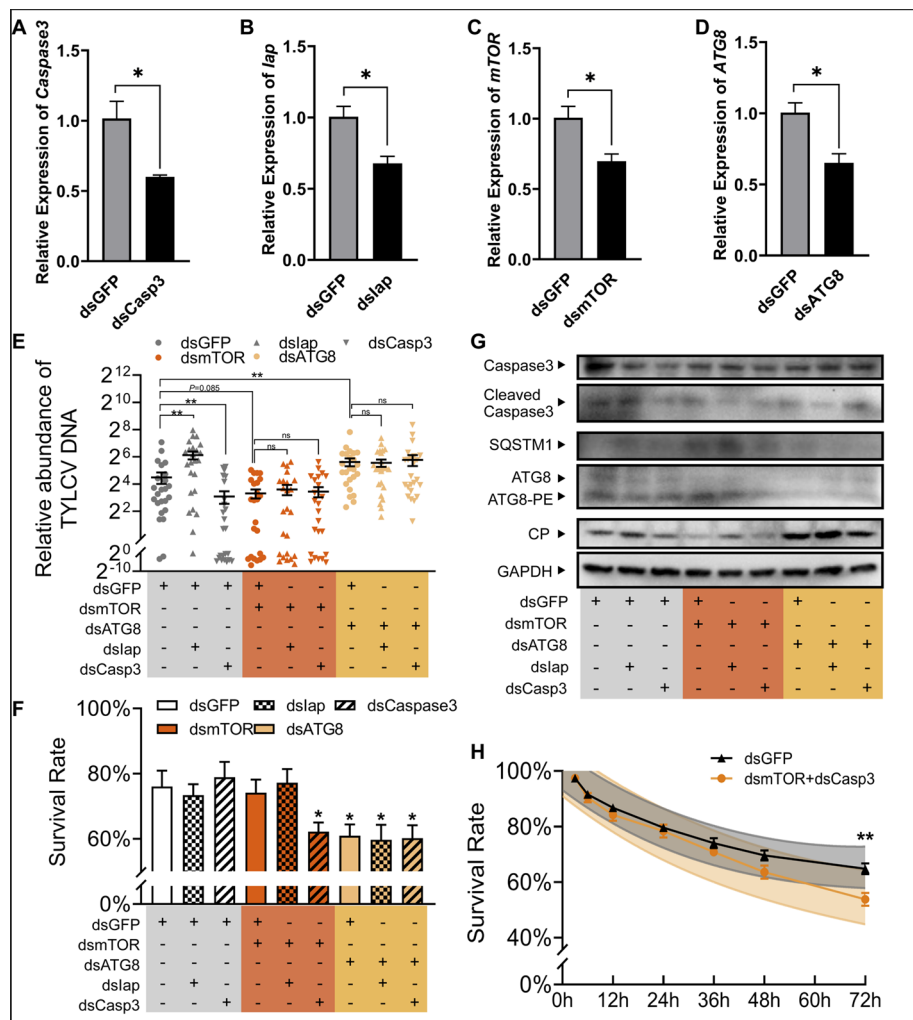 A
B
C
D
Relative Expression of Caspase3
1.5
1.0
0.5
0.0
*
dsGFP
dsCasp3
Relative Expression of Iap
1.5
1.0
0.5
0.0
*
dsGFP
dsIap
Relative Expression of mTOR
1.5
1.0
0.5
0.0
*
dsGFP
dsmTOR
Relative Expression of ATG8
1.5
1.0
0.5
0.0
*
dsGFP
dsATG8
E
dsGFP dsIap dsCasp3
dsmTOR dsATG8
Relative abundance of
TYLCV DNA
2^12
2^10
2^8
2^6
2^4
2^2
2^0
2^-10
** ** P=0.085 **
ns ns ns ns
dsGFP + + + + - - + - -
dsmTOR - - - + + + - - -
dsATG8 - - - - - - + + +
dsIap - + - - + - - + -
dsCasp3 - - + - - + - - +
F
dsGFP dsIap dsCaspase3
dsmTOR dsATG8
Survival Rate
100%
80%
60%
0%
* * * *
dsGFP + + + + - - + - -
dsmTOR - - - + + + - - -
dsATG8 - - - - - - + + +
dsIap - + - - + - - + -
dsCasp3 - - + - - + - - +
G
Caspase3
Cleaved
Caspase3
SQSTM1
ATG8
ATG8-PE
CP
GAPDH
dsGFP + + + + - - + - -
dsmTOR - - - + + + - - -
dsATG8 - - - - - - + + +
dsIap - + - - + - - + -
dsCasp3 - - + - - + - - +
H
dsGFP
dsmTOR+dsCasp3
Survival Rate
100%
80%
60%
40%
0%
**
0h 12h 24h 36h 48h 60h 72h